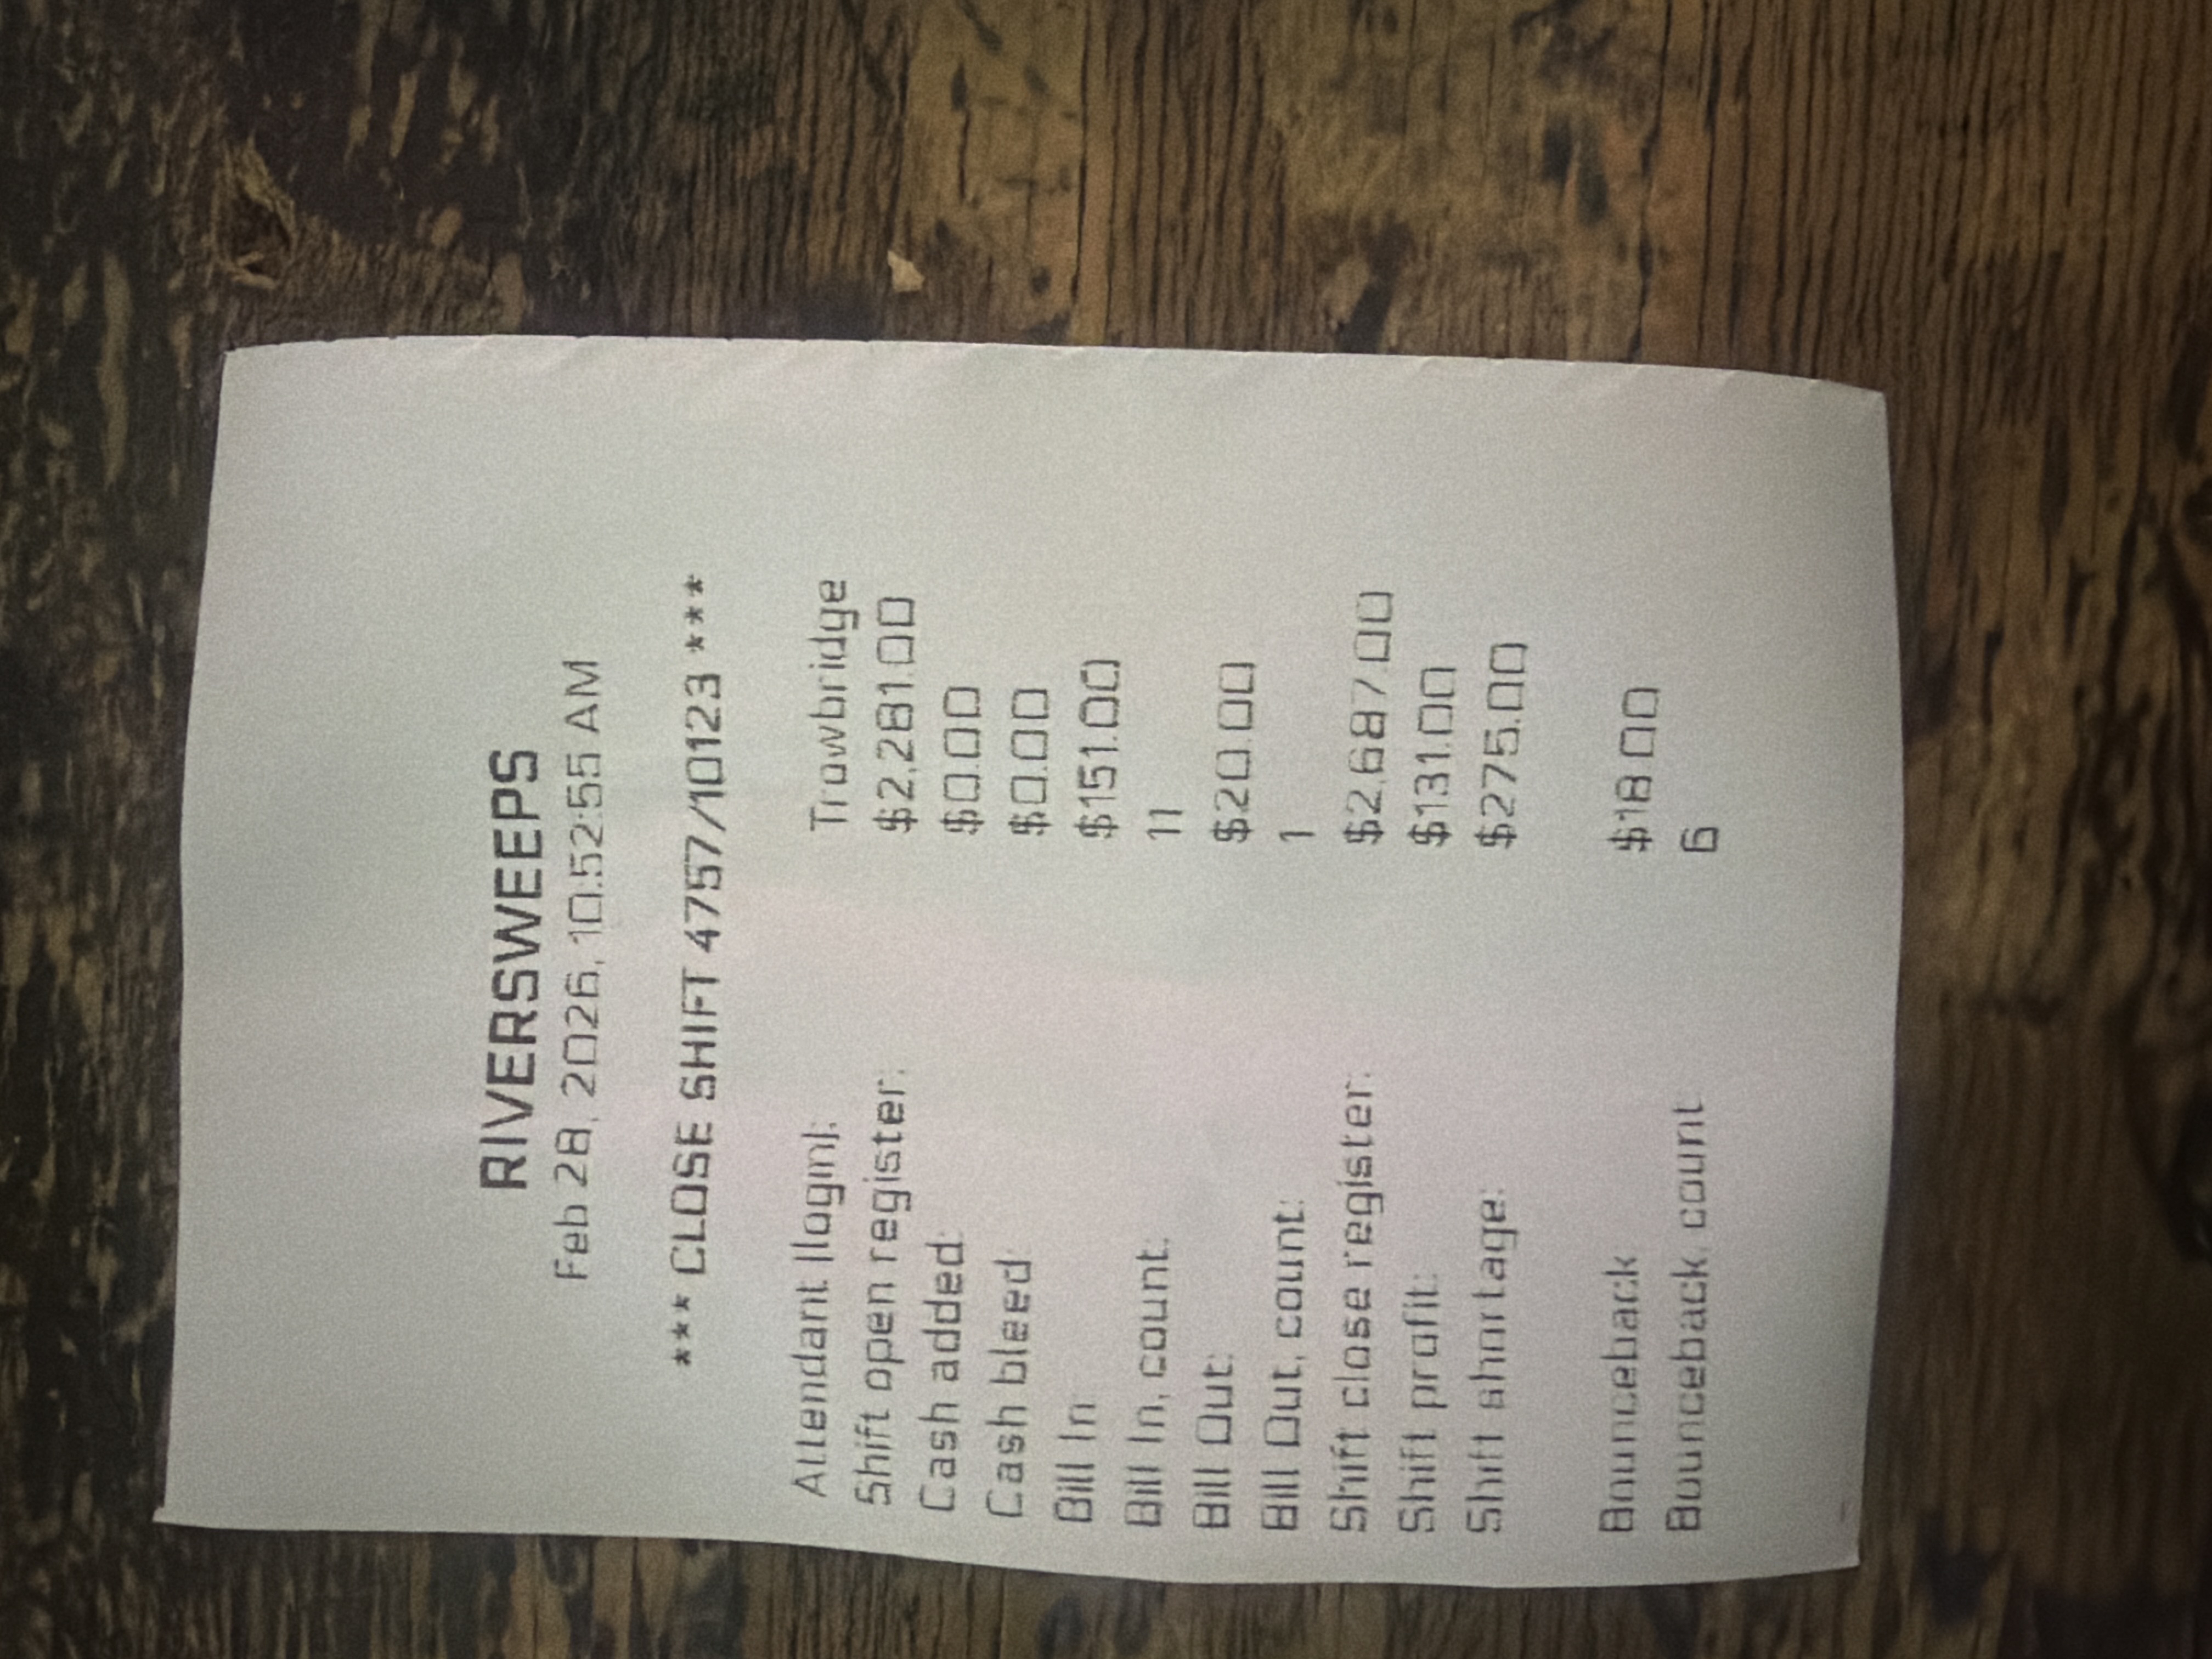 RIVERSWEEPS
Feb 28, 2026, 10:52:55 AM
*** CLOSE SHIFT 4757/10123 ***
Attendant [login]: Trowbridge
Shift open register: $2,281.00
Cash added: $0.00
Cash bleed: $0.00
Bill In: $151.00
Bill In, count: 11
Bill Out: $20.00
Bill Out, count: 1
Shift close register: $2,687.00
Shift profit: $131.00
Shift shortage: $275.00
Bounceback $18.00
Bounceback, count 6